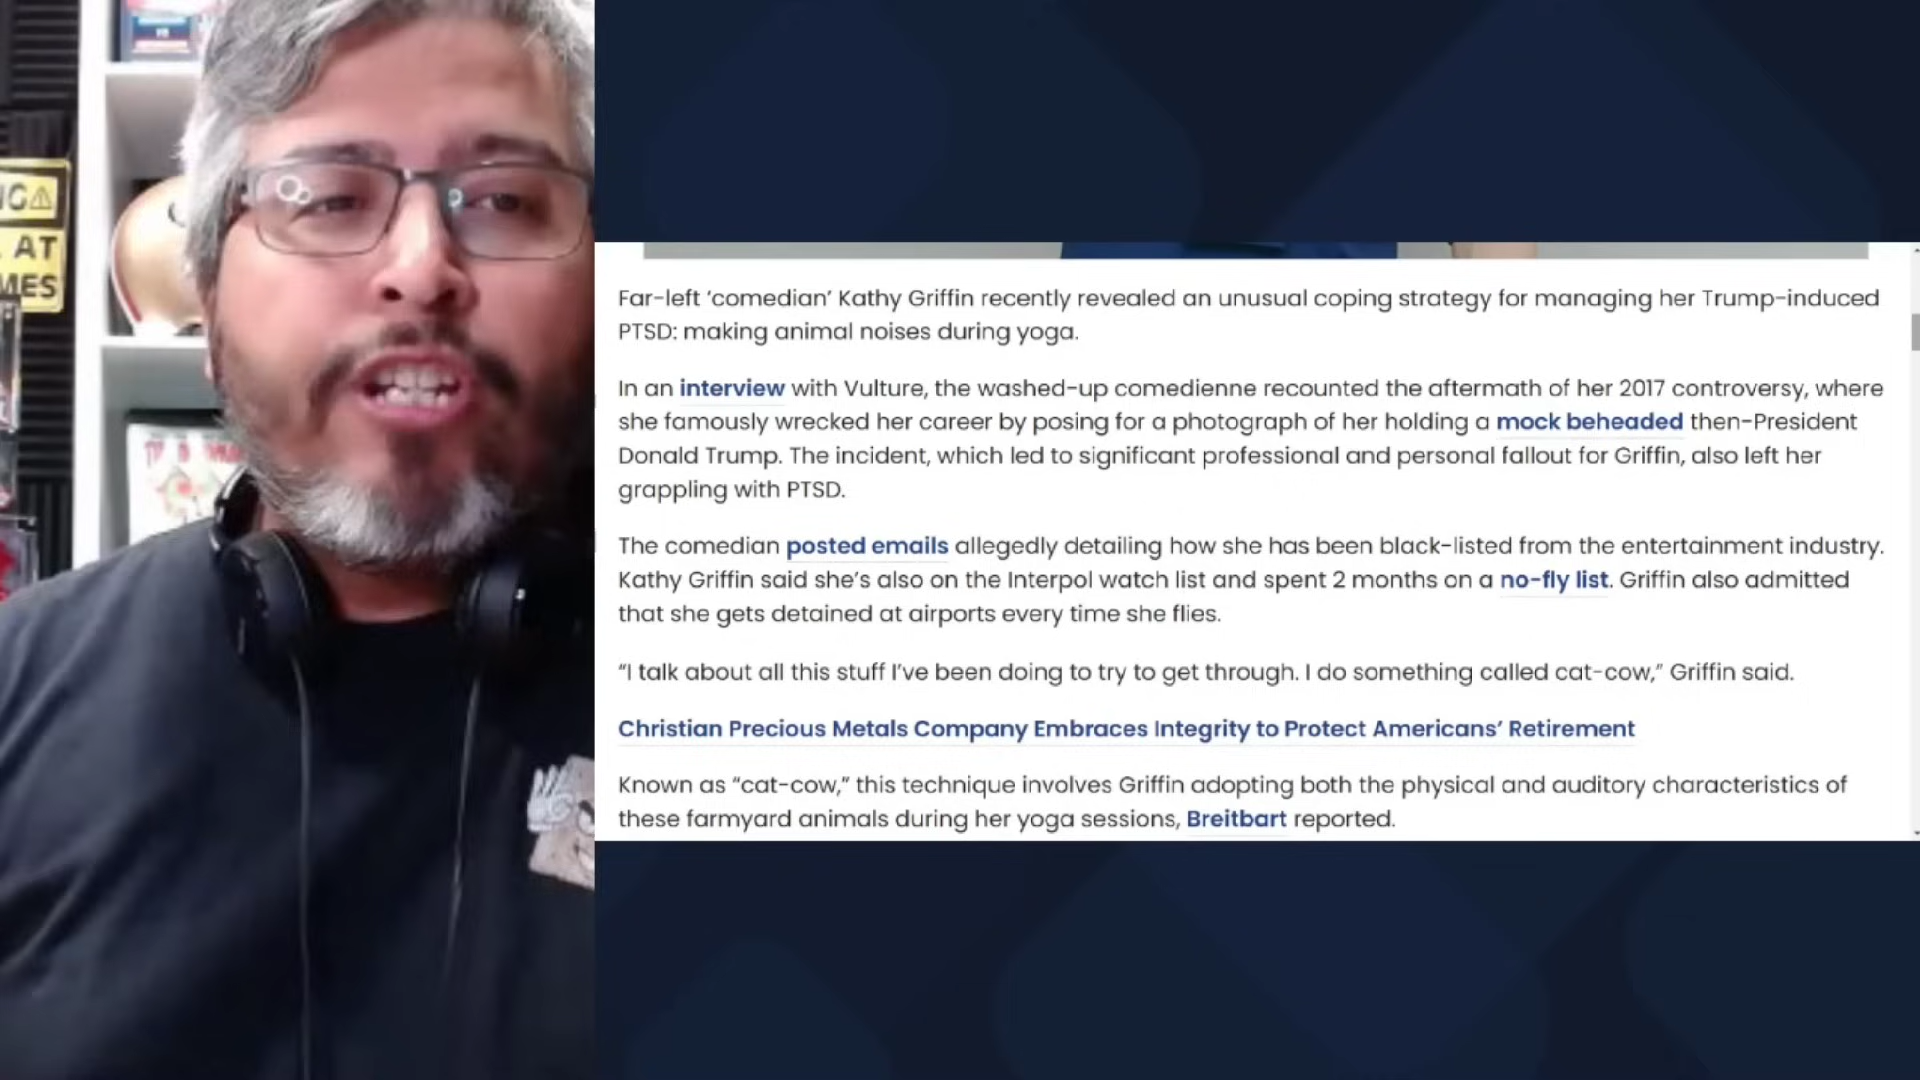 NG
AT
MES
Far-left ‘comedian’ Kathy Griffin recently revealed an unusual coping strategy for managing her Trump-induced
PTSD: making animal noises during yoga.
In an interview with Vulture, the washed-up comedienne recounted the aftermath of her 2017 controversy, where
she famously wrecked her career by posing for a photograph of her holding a mock beheaded then-President
Donald Trump. The incident, which led to significant professional and personal fallout for Griffin, also left her
grappling with PTSD.
The comedian posted emails allegedly detailing how she has been black-listed from the entertainment industry.
Kathy Griffin said she’s also on the Interpol watch list and spent 2 months on a no-fly list. Griffin also admitted
that she gets detained at airports every time she flies.
“I talk about all this stuff I’ve been doing to try to get through. I do something called cat-cow,” Griffin said.
Christian Precious Metals Company Embraces Integrity to Protect Americans’ Retirement
Known as “cat-cow,” this technique involves Griffin adopting both the physical and auditory characteristics of
these farmyard animals during her yoga sessions, Breitbart reported.